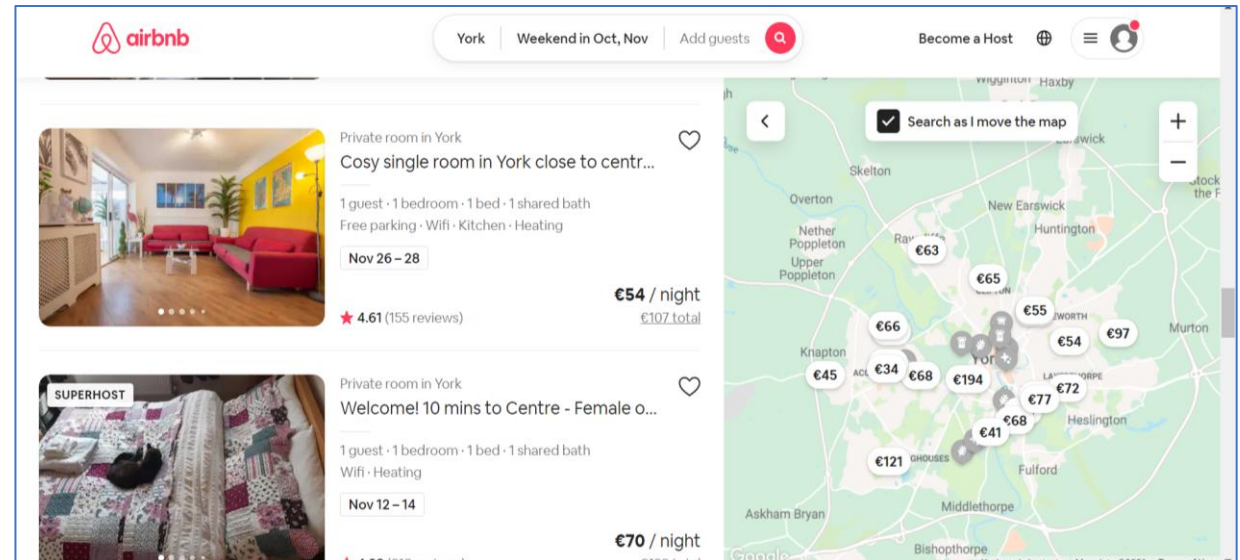 airbnb
York
Weekend in Oct, Nov
Add guests
Become a Host
Private room in York
Cosy single room in York close to centr...
1 guest · 1 bedroom · 1 bed · 1 shared bath
Free parking · Wifi · Kitchen · Heating
Nov 26 – 28
€54 / night
4.61 (155 reviews)
€107 total
SUPERHOST
Private room in York
Welcome! 10 mins to Centre - Female o...
1 guest · 1 bedroom · 1 bed · 1 shared bath
Wifi · Heating
Nov 12 – 14
€70 / night
Search as I move the map
Wigginton
Haxby
Skelton
Overton
New Earswick
Nether
Poppleton
Huntington
Upper
Poppleton
€63
€65
€55
€66
€54
€97
Murton
Knapton
€45
€34
€68
€194
€72
€77
€68
Heslington
€41
€121
Fulford
Middlethorpe
Askham Bryan
Bishopthorpe
Google